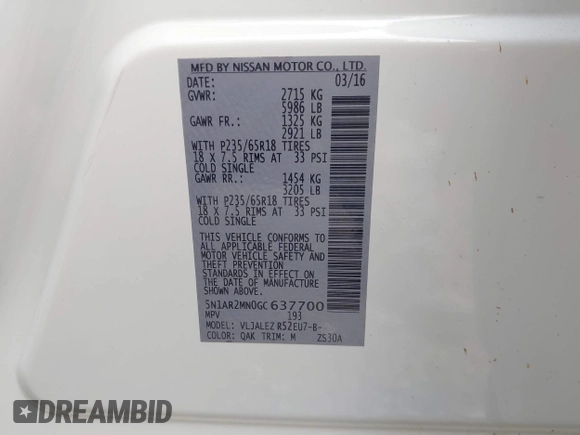 MFD BY NISSAN MOTOR CO., LTD.
DATE: 03/16
GVWR: 2715 KG
5986 LB
GAWR FR.: 1325 KG
2921 LB
WITH P235/65R18 TIRES
18 X 7.5 RIMS AT 33 PSI
COLD SINGLE
GAWR RR.: 1454 KG
3205 LB
WITH P235/65R18 TIRES
18 X 7.5 RIMS AT 33 PSI
COLD SINGLE
THIS VEHICLE CONFORMS TO
ALL APPLICABLE FEDERAL
MOTOR VEHICLE SAFETY AND
THEFT PREVENTION
STANDARDS IN EFFECT ON
THE DATE OF MANUFACTURE
SHOWN ABOVE.
5N1AR2MN0GC637700
MPV 193
MODEL: VLJALE2 R52EU7-B-
COLOR: QAK TRIM: M ZS30A
DREAMBID